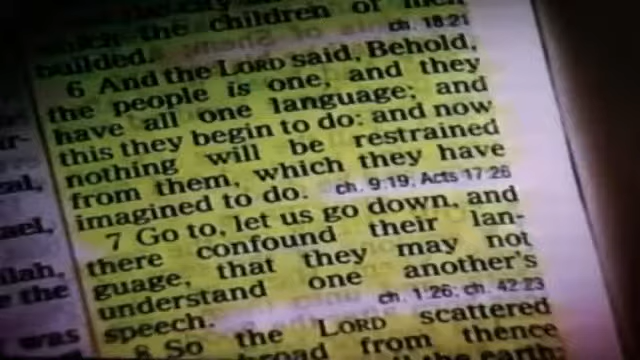 which the children of men
builded.
ch. 18:21
6 And the LORD said, Behold,
the people is one, and they
have all one language; and
this they begin to do: and now
nothing will be restrained
from them, which they have
imagined to do. ch. 9:19; Acts 17:26
7 Go to, let us go down, and
there confound their lan-
guage, that they may not
understand one another's
speech.
ch. 1:26; ch. 42:23
8 So the LORD scattered
from thence